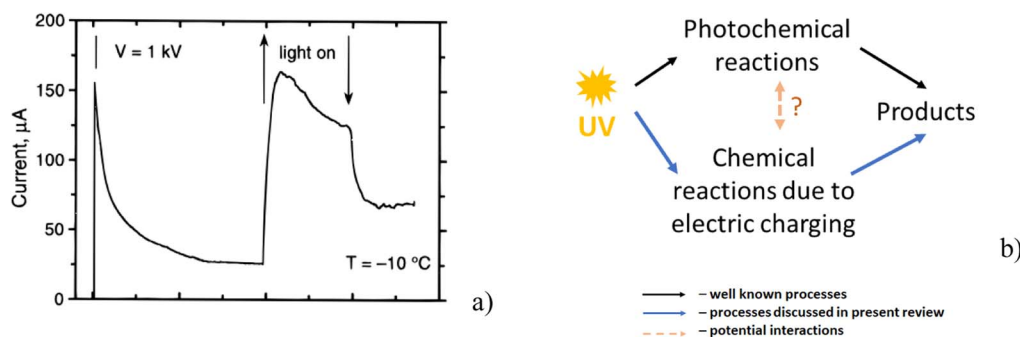 200
150
100
50
0
Current, µA
V = 1 kV
light on
T = –10 °C
a)
UV
Photochemical
reactions
?
Products
Chemical
reactions due to
electric charging
b)
– well known processes
– processes discussed in present review
– potential interactions